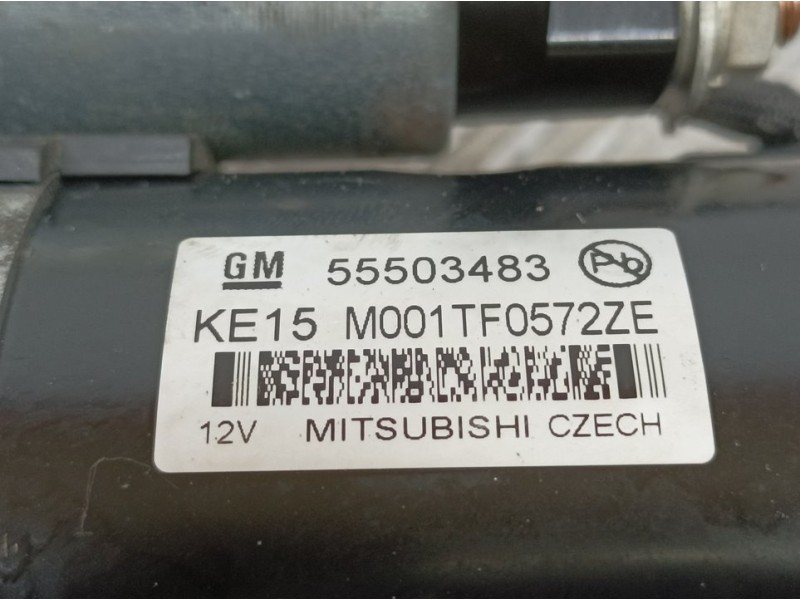 GM 55503483 Pb
KE15 M001TF0572ZE
12V MITSUBISHI CZECH